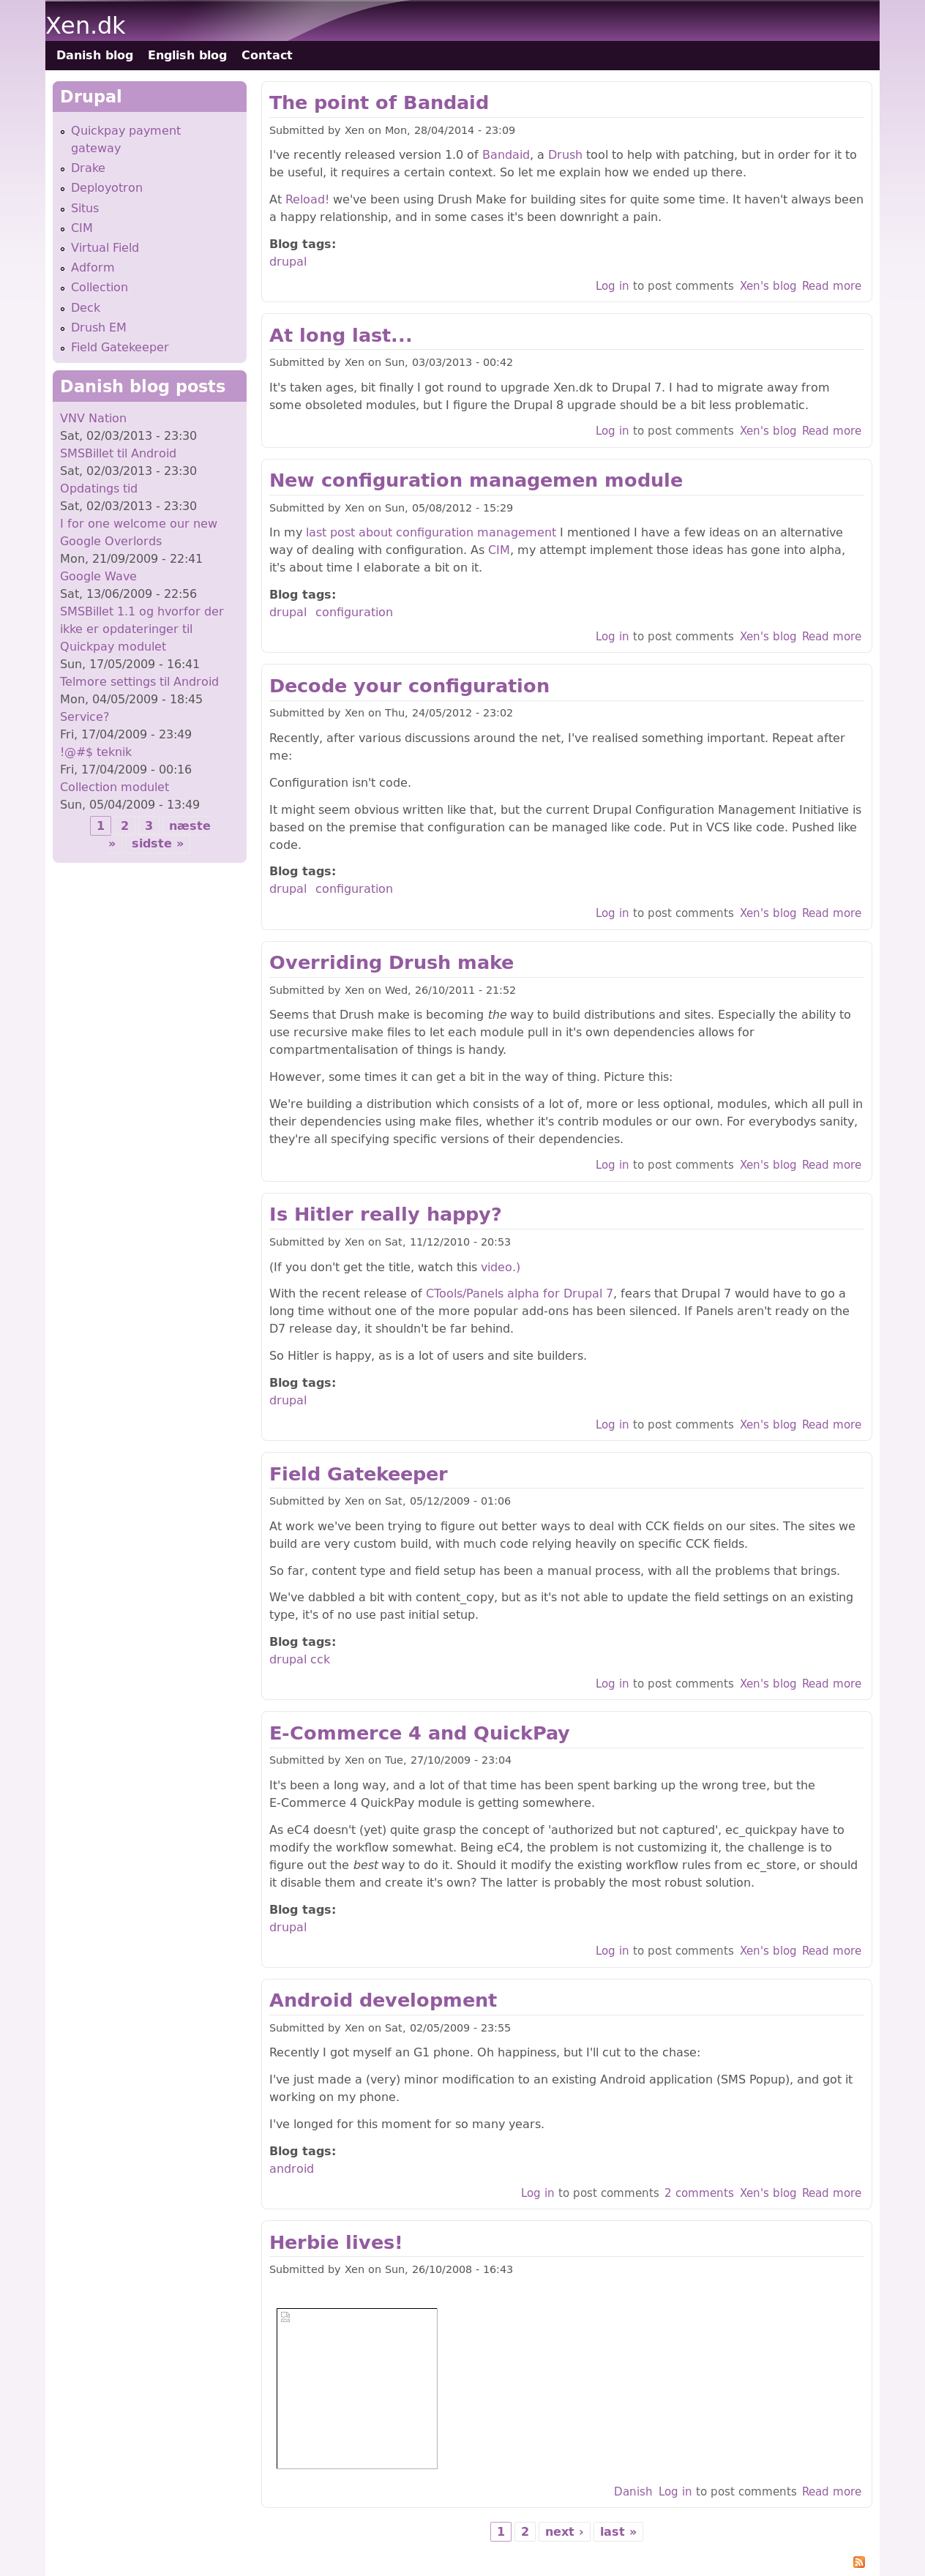 Xen.dk
Danish blog English blog Contact
Drupal
Quickpay payment
gateway
Drake
Deployotron
Situs
CIM
Virtual Field
Adform
Collection
Deck
Drush EM
Field Gatekeeper
Danish blog posts
VNV Nation
Sat, 02/03/2013 - 23:30
SMSBillet til Android
Sat, 02/03/2013 - 23:30
Opdatings tid
Sat, 02/03/2013 - 23:30
I for one welcome our new
Google Overlords
Mon, 21/09/2009 - 22:41
Google Wave
Sat, 13/06/2009 - 22:56
SMSBillet 1.1 og hvorfor der
ikke er opdateringer til
Quickpay modulet
Sun, 17/05/2009 - 16:41
Telmore settings til Android
Mon, 04/05/2009 - 18:45
Service?
Fri, 17/04/2009 - 23:49
!@#$ teknik
Fri, 17/04/2009 - 00:16
Collection modulet
Sun, 05/04/2009 - 13:49
1 2 3 næste
» sidste »
The point of Bandaid
Submitted by Xen on Mon, 28/04/2014 - 23:09
I've recently released version 1.0 of Bandaid, a Drush tool to help with patching, but in order for it to
be useful, it requires a certain context. So let me explain how we ended up there.
At Reload! we've been using Drush Make for building sites for quite some time. It haven't always been
a happy relationship, and in some cases it's been downright a pain.
Blog tags:
drupal
Log in to post comments Xen's blog Read more
At long last...
Submitted by Xen on Sun, 03/03/2013 - 00:42
It's taken ages, bit finally I got round to upgrade Xen.dk to Drupal 7. I had to migrate away from
some obsoleted modules, but I figure the Drupal 8 upgrade should be a bit less problematic.
Log in to post comments Xen's blog Read more
New configuration managemen module
Submitted by Xen on Sun, 05/08/2012 - 15:29
In my last post about configuration management I mentioned I have a few ideas on an alternative
way of dealing with configuration. As CIM, my attempt implement those ideas has gone into alpha,
it's about time I elaborate a bit on it.
Blog tags:
drupal configuration
Log in to post comments Xen's blog Read more
Decode your configuration
Submitted by Xen on Thu, 24/05/2012 - 23:02
Recently, after various discussions around the net, I've realised something important. Repeat after
me:
Configuration isn't code.
It might seem obvious written like that, but the current Drupal Configuration Management Initiative is
based on the premise that configuration can be managed like code. Put in VCS like code. Pushed like
code.
Blog tags:
drupal configuration
Log in to post comments Xen's blog Read more
Overriding Drush make
Submitted by Xen on Wed, 26/10/2011 - 21:52
Seems that Drush make is becoming the way to build distributions and sites. Especially the ability to
use recursive make files to let each module pull in it's own dependencies allows for
compartmentalisation of things is handy.
However, some times it can get a bit in the way of thing. Picture this:
We're building a distribution which consists of a lot of, more or less optional, modules, which all pull in
their dependencies using make files, whether it's contrib modules or our own. For everybodys sanity,
they're all specifying specific versions of their dependencies.
Log in to post comments Xen's blog Read more
Is Hitler really happy?
Submitted by Xen on Sat, 11/12/2010 - 20:53
(If you don't get the title, watch this video.)
With the recent release of CTools/Panels alpha for Drupal 7, fears that Drupal 7 would have to go a
long time without one of the more popular add-ons has been silenced. If Panels aren't ready on the
D7 release day, it shouldn't be far behind.
So Hitler is happy, as is a lot of users and site builders.
Blog tags:
drupal
Log in to post comments Xen's blog Read more
Field Gatekeeper
Submitted by Xen on Sat, 05/12/2009 - 01:06
At work we've been trying to figure out better ways to deal with CCK fields on our sites. The sites we
build are very custom build, with much code relying heavily on specific CCK fields.
So far, content type and field setup has been a manual process, with all the problems that brings.
We've dabbled a bit with content_copy, but as it's not able to update the field settings on an existing
type, it's of no use past initial setup.
Blog tags:
drupal cck
Log in to post comments Xen's blog Read more
E-Commerce 4 and QuickPay
Submitted by Xen on Tue, 27/10/2009 - 23:04
It's been a long way, and a lot of that time has been spent barking up the wrong tree, but the
E-Commerce 4 QuickPay module is getting somewhere.
As eC4 doesn't (yet) quite grasp the concept of 'authorized but not captured', ec_quickpay have to
modify the workflow somewhat. Being eC4, the problem is not customizing it, the challenge is to
figure out the best way to do it. Should it modify the existing workflow rules from ec_store, or should
it disable them and create it's own? The latter is probably the most robust solution.
Blog tags:
drupal
Log in to post comments Xen's blog Read more
Android development
Submitted by Xen on Sat, 02/05/2009 - 23:55
Recently I got myself an G1 phone. Oh happiness, but I'll cut to the chase:
I've just made a (very) minor modification to an existing Android application (SMS Popup), and got it
working on my phone.
I've longed for this moment for so many years.
Blog tags:
android
Log in to post comments 2 comments Xen's blog Read more
Herbie lives!
Submitted by Xen on Sun, 26/10/2008 - 16:43
Danish Log in to post comments Read more
1 2 next › last »